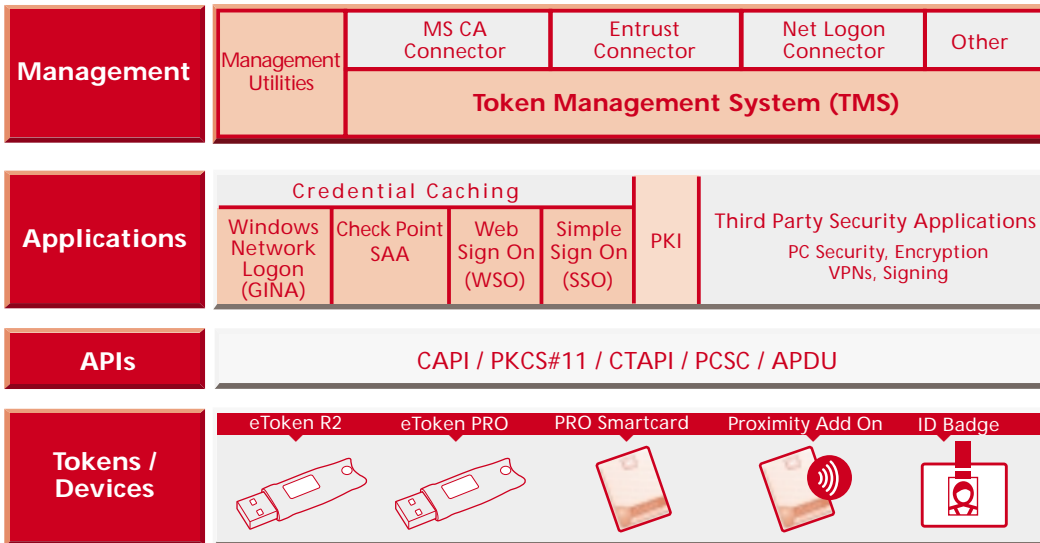 Management
Management
Utilities
MS CA
Connector
Entrust
Connector
Net Logon
Connector
Other
Token Management System (TMS)
Applications
Credential Caching
Windows
Network
Logon
(GINA)
Check Point
SAA
Web
Sign On
(WSO)
Simple
Sign On
(SSO)
PKI
Third Party Security Applications
PC Security, Encryption
VPNs, Signing
APIs
CAPI / PKCS#11 / CTAPI / PCSC / APDU
Tokens /
Devices
eToken R2
eToken PRO
PRO Smartcard
Proximity Add On
ID Badge